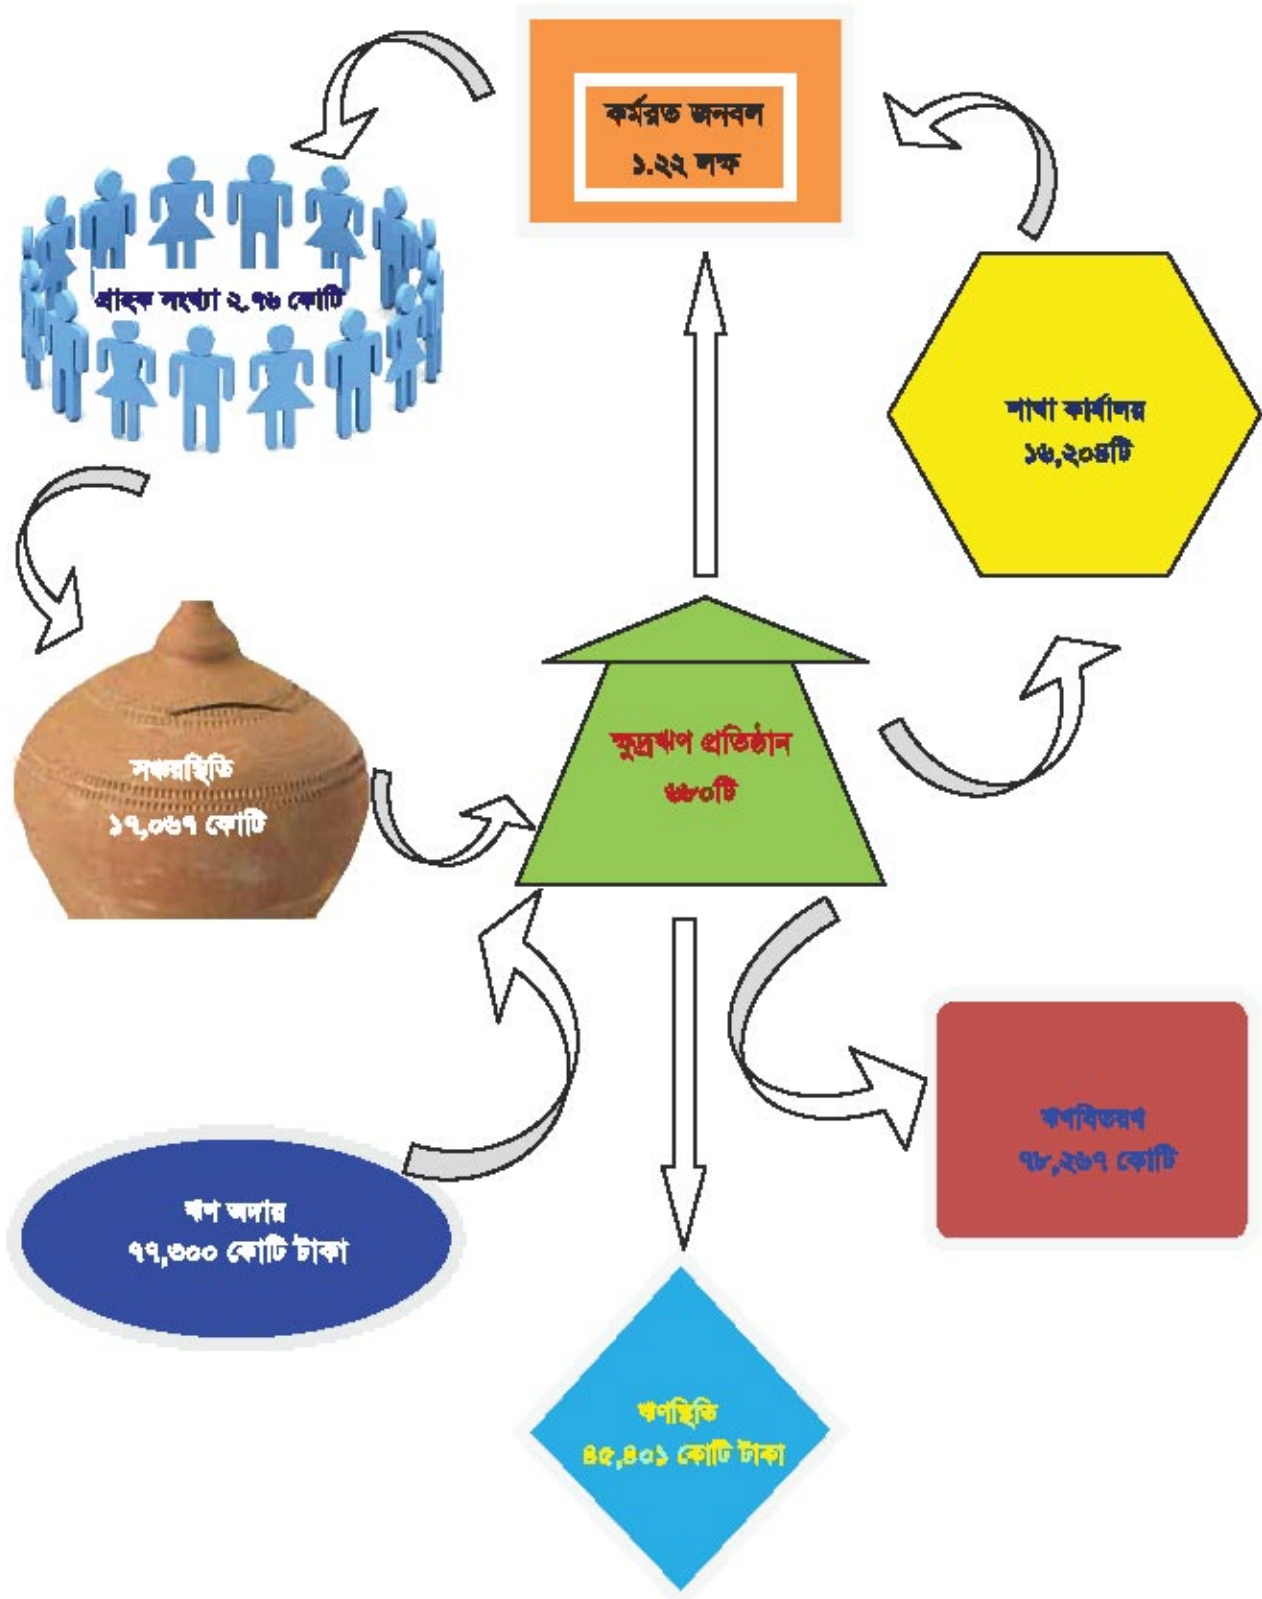 কর্মরত জনবল
১.২২ লক্ষ
গ্রাহক সংখ্যা ২.৭৬ কোটি
শাখা কার্যালয়
১৬,২০৪টি
ক্ষুদ্রঋণ প্রতিষ্ঠান
৬৮০টি
সঞ্চয়স্থিতি
১৭,০৬৭ কোটি
ঋণবিতরণ
৭৮,২৬৭ কোটি
ঋণ অদায়
৭৭,৩০০ কোটি টাকা
ঋণস্থিতি
৪৫,৪০১ কোটি টাকা